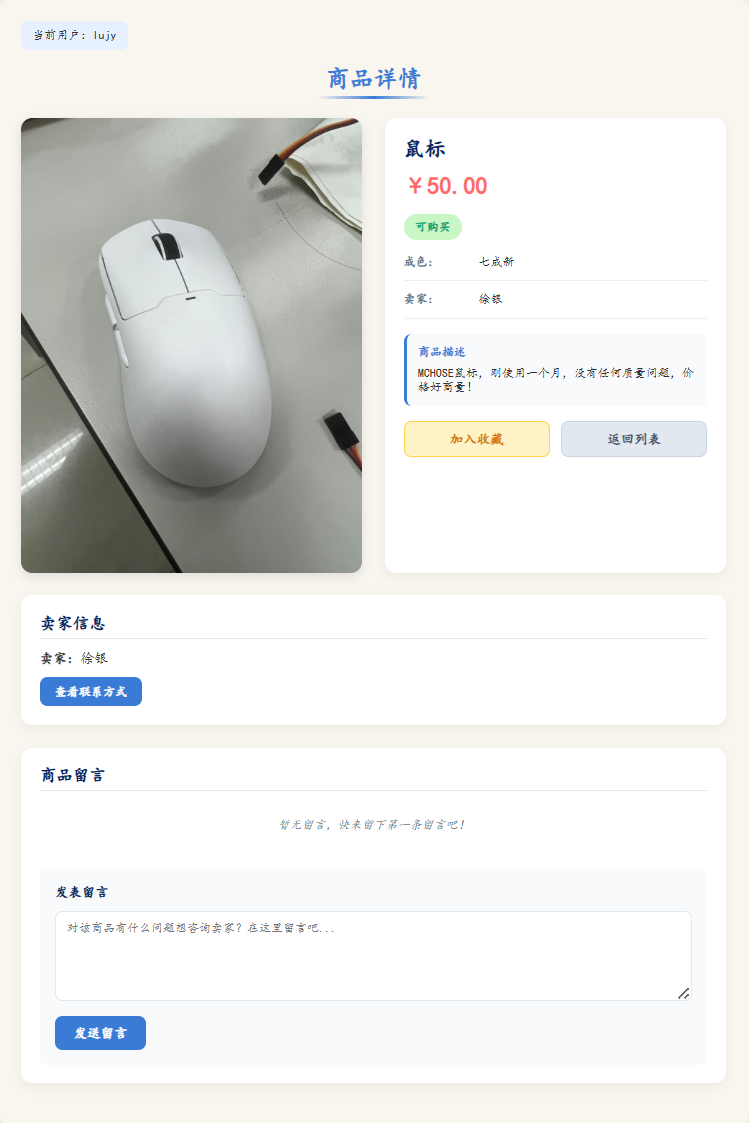 当前用户: lujy
商品详情
鼠标
￥50.00
可购买
成色: 七成新
卖家: 徐银
商品描述
MCHOSE鼠标, 刚使用一个月, 没有任何质量问题, 价
格好商量!
加入收藏
返回列表
卖家信息
卖家: 徐银
查看联系方式
商品留言
暂无留言, 快来留下第一条留言吧!
发表留言
对该商品有什么问题想咨询卖家? 在这里留言吧...
发送留言